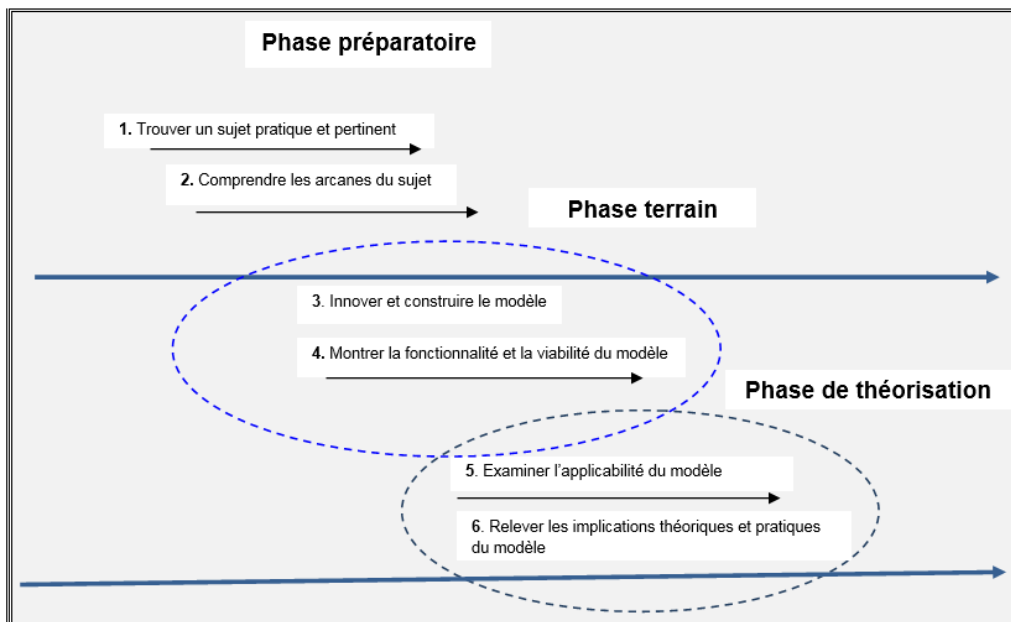 Phase préparatoire
1. Trouver un sujet pratique et pertinent
2. Comprendre les arcanes du sujet
Phase terrain
3. Innover et construire le modèle
4. Montrer la fonctionnalité et la viabilité du modèle
Phase de théorisation
5. Examiner l’applicabilité du modèle
6. Relever les implications théoriques et pratiques
du modèle